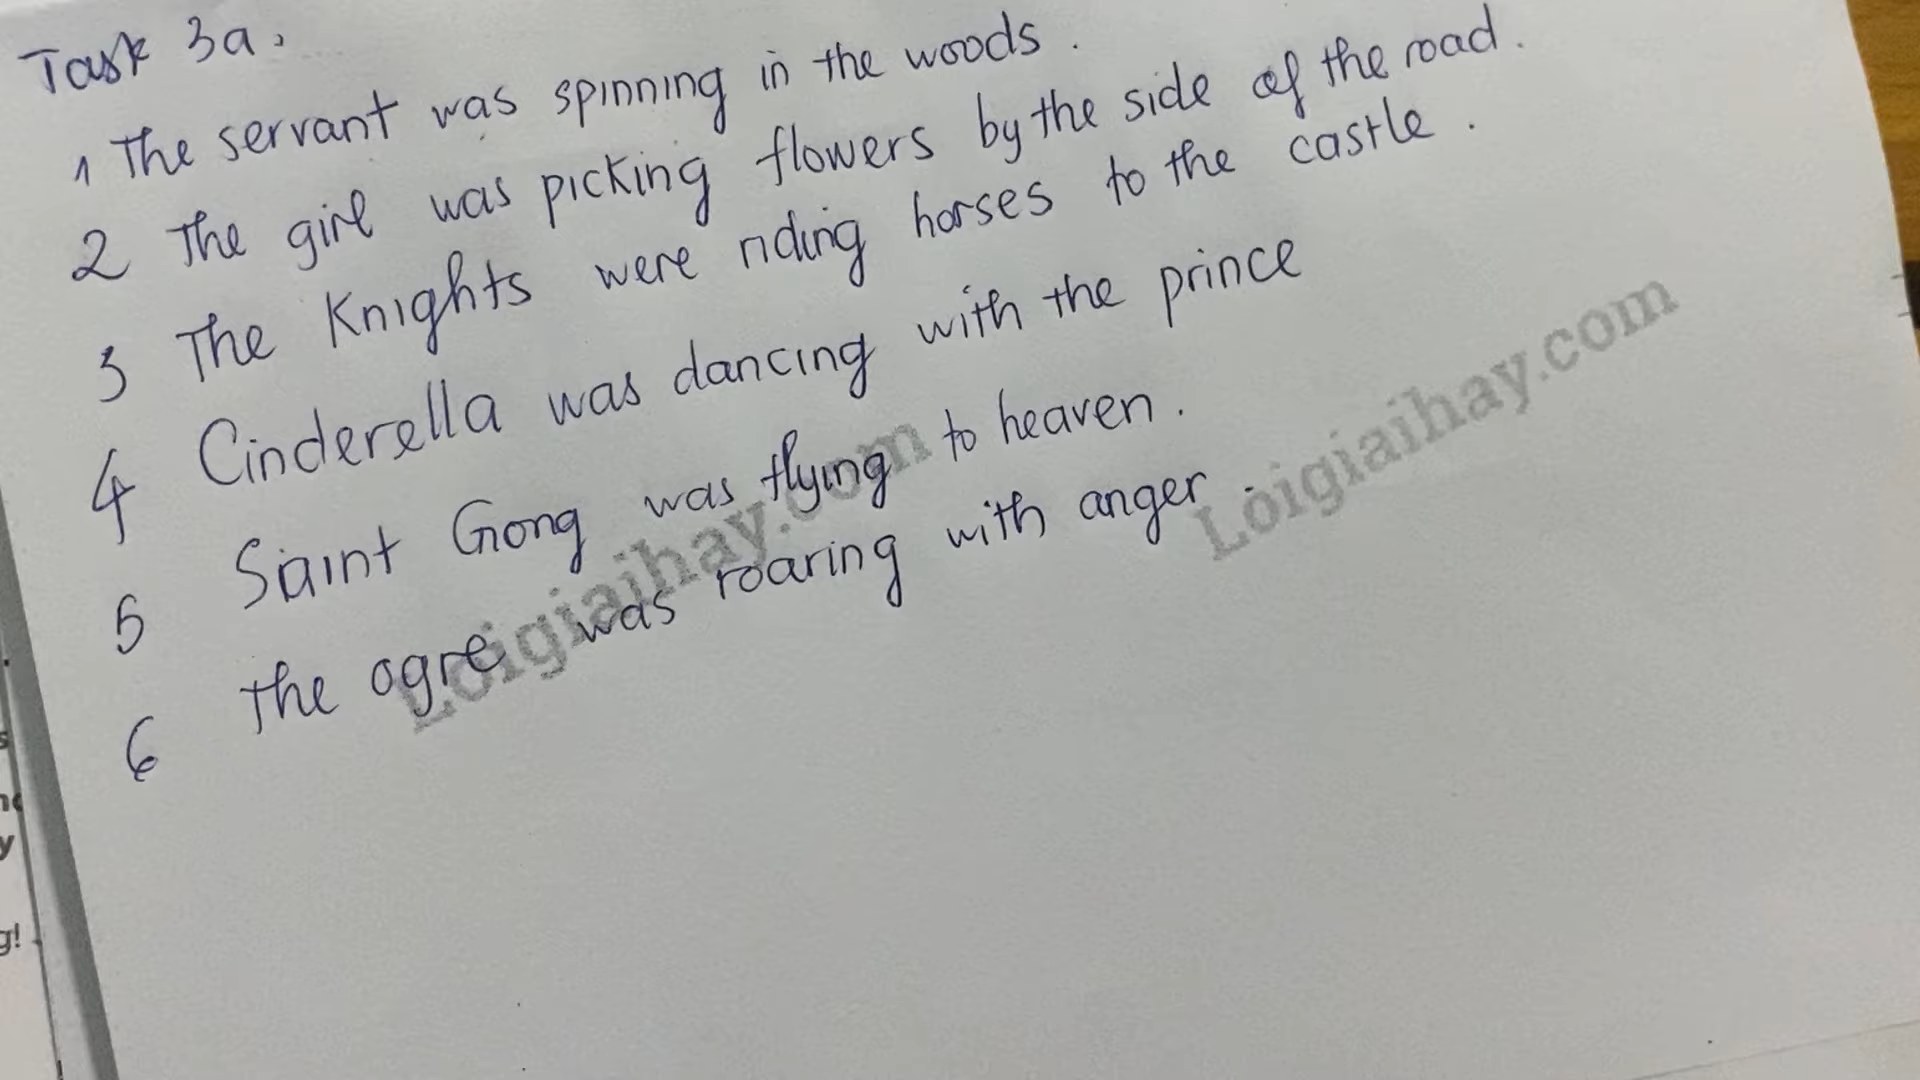 Task 3a.
1 The servant was spinning in the woods.
2 The girl was picking flowers by the side of the road.
3 The Knights were riding horses to the castle.
4 Cinderella was dancing with the prince
5 Saint Giong was flying to heaven.
6 The ogre was roaring with anger.
Loigiaihay.com
Loigiaihay.com
y
g!